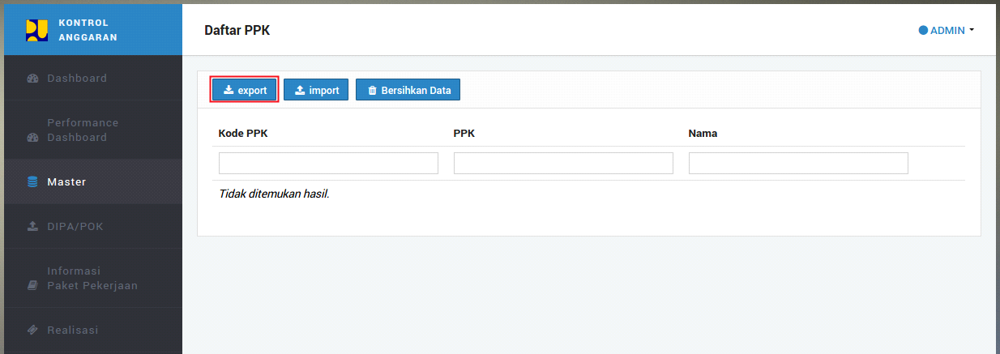 KONTROL
ANGGARAN
Daftar PPK
ADMIN
Dashboard
Performance
Dashboard
Master
DIPA/POK
Informasi
Paket Pekerjaan
Realisasi
export
import
Bersihkan Data
Kode PPK
PPK
Nama
Tidak ditemukan hasil.